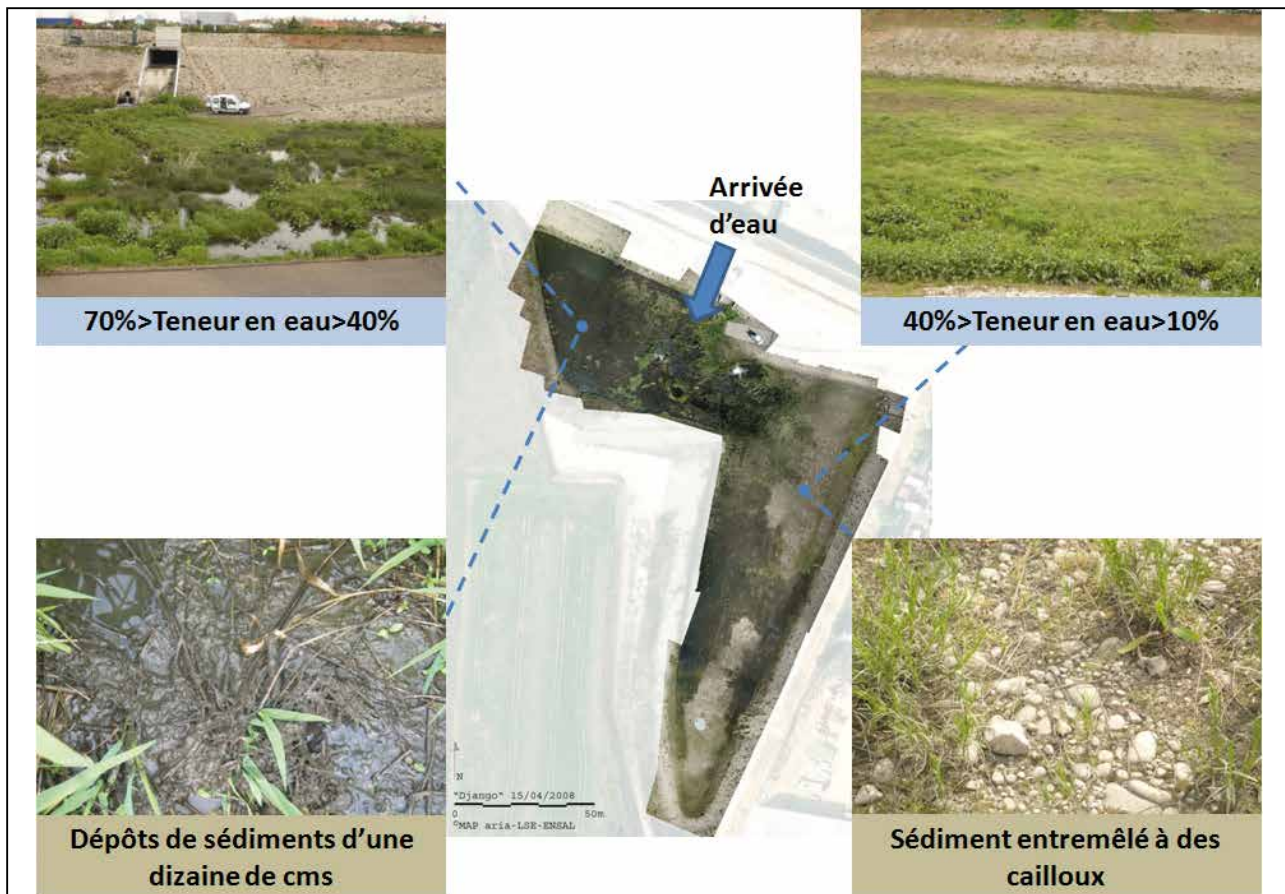 Arrivée
d'eau
70%>Teneur en eau>40%
40%>Teneur en eau>10%
N
"Django" 15/04/2008
0 50m
©MAP aria-LSE-ENSAL
Dépôts de sédiments d'une
dizaine de cms
Sédiment entremêlé à des
cailloux